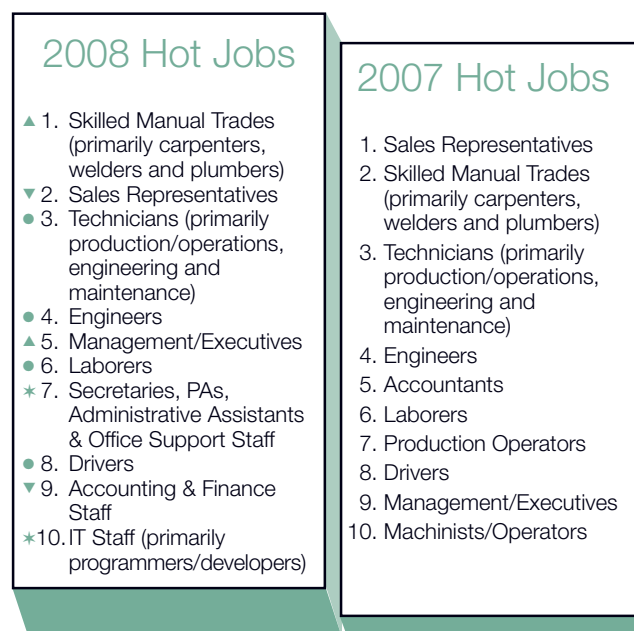 2008 Hot Jobs
▲ 1. Skilled Manual Trades
(primarily carpenters,
welders and plumbers)
▼ 2. Sales Representatives
● 3. Technicians (primarily
production/operations,
engineering and
maintenance)
● 4. Engineers
▲ 5. Management/Executives
● 6. Laborers
✶ 7. Secretaries, PAs,
Administrative Assistants
& Office Support Staff
● 8. Drivers
▼ 9. Accounting & Finance
Staff
✶ 10. IT Staff (primarily
programmers/developers)
2007 Hot Jobs
1. Sales Representatives
2. Skilled Manual Trades
(primarily carpenters,
welders and plumbers)
3. Technicians (primarily
production/operations,
engineering and
maintenance)
4. Engineers
5. Accountants
6. Laborers
7. Production Operators
8. Drivers
9. Management/Executives
10. Machinists/Operators